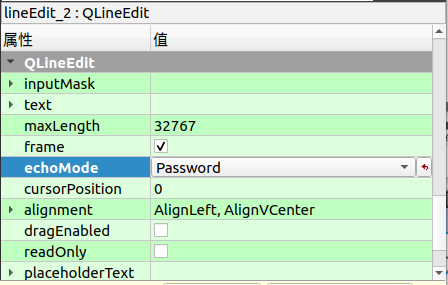 lineEdit_2 : QLineEdit
属性 值
QLineEdit
inputMask
text
maxLength 32767
frame
echoMode Password
cursorPosition 0
alignment AlignLeft, AlignVCenter
dragEnabled
readOnly
placeholderText